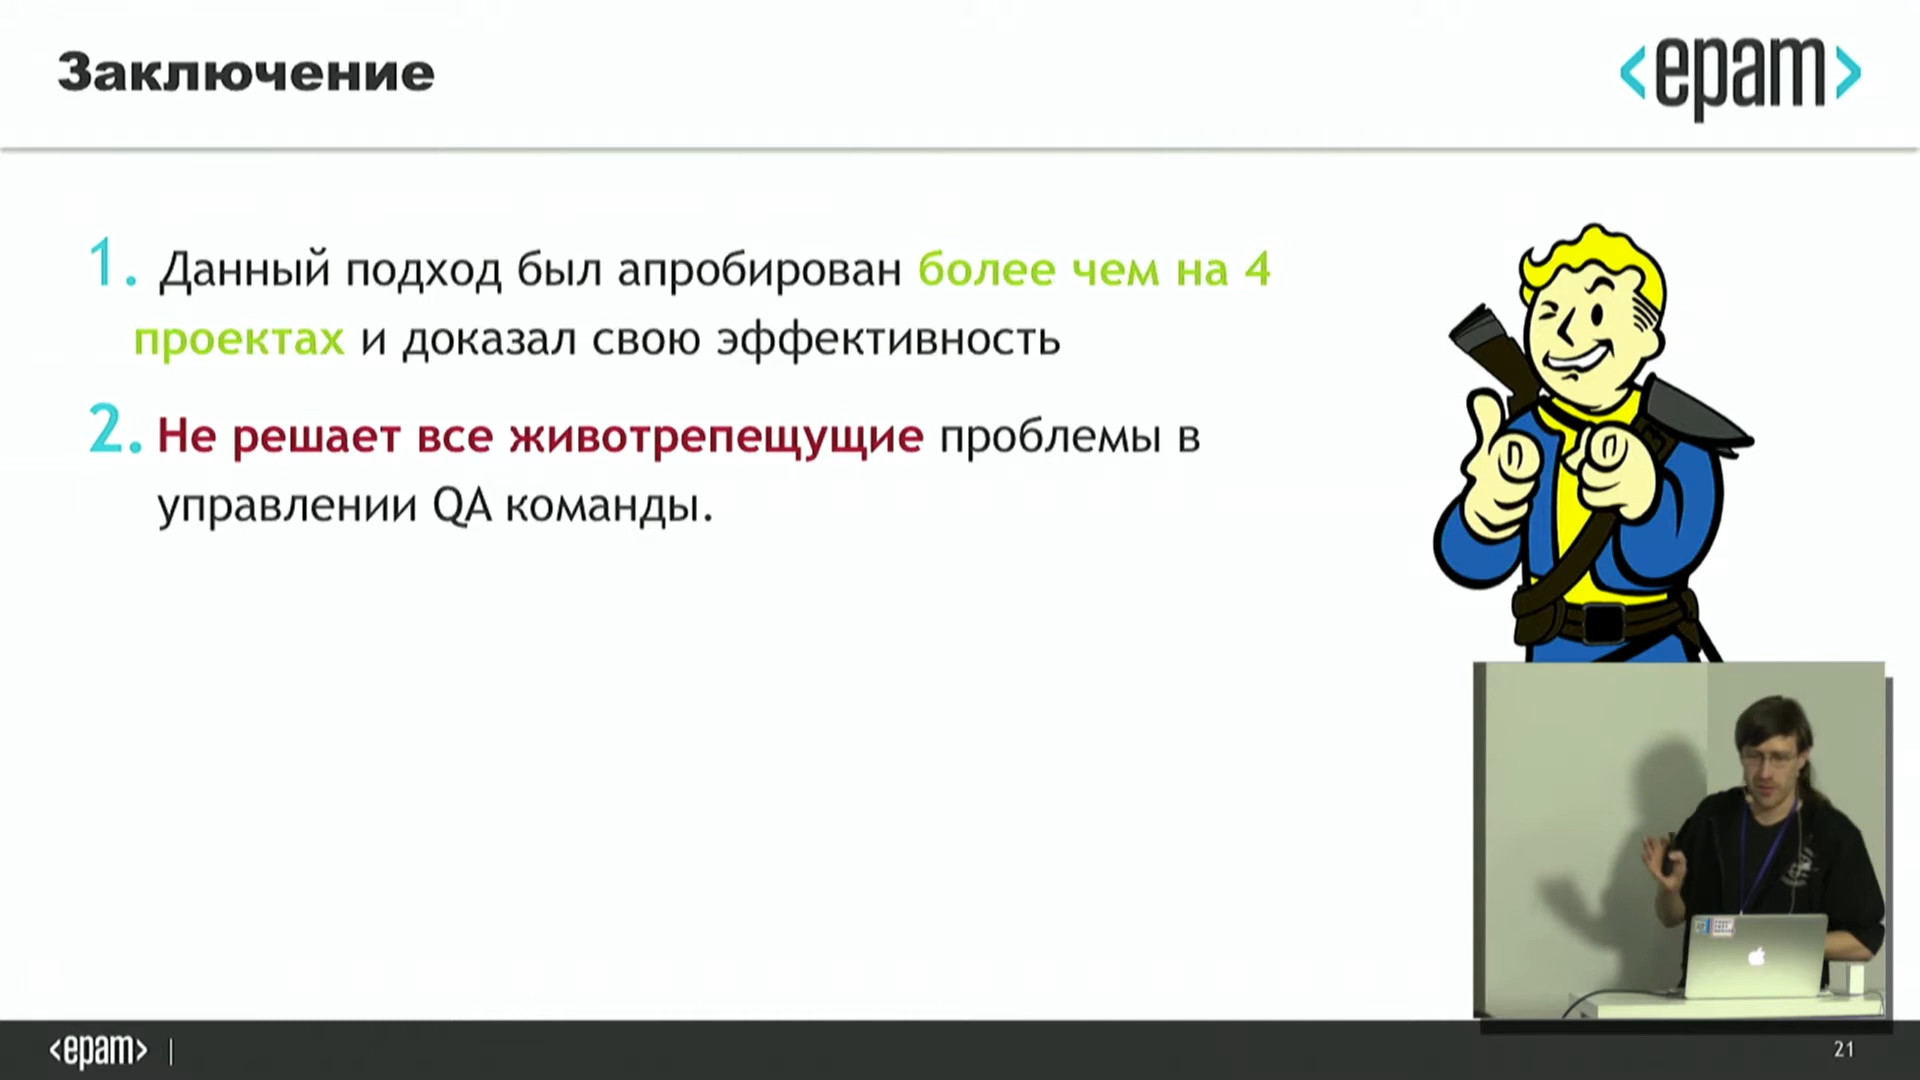 Заключение
<epam>
1. Данный подход был апробирован более чем на 4
проектах и доказал свою эффективность
2. Не решает все животрепещущие проблемы в
управлении QA команды.
<epam> |
21